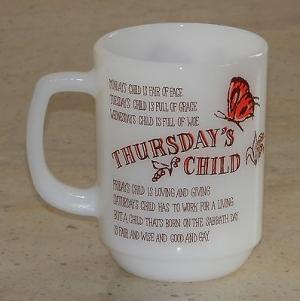 MONDAY'S CHILD IS FAIR OF FACE
TUESDAY'S CHILD IS FULL OF GRACE
WEDNESDAY'S CHILD IS FULL OF WOE
THURSDAY'S
CHILD
FRIDAY'S CHILD IS LOVING AND GIVING
SATURDAY'S CHILD HAS TO WORK FOR A LIVING
BUT A CHILD THAT'S BORN ON THE SABBATH DAY
IS FAIR AND WISE AND GOOD AND GAY.